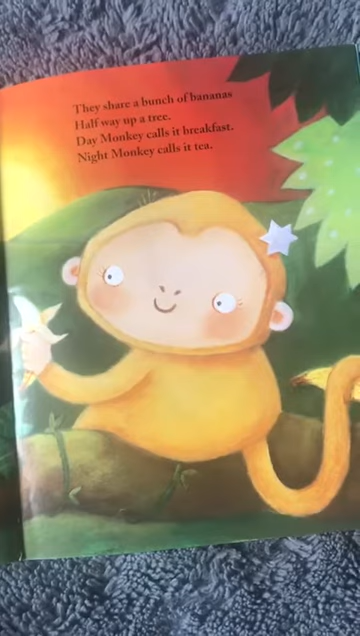 They share a bunch of bananas
Half way up a tree.
Day Monkey calls it breakfast.
Night Monkey calls it tea.